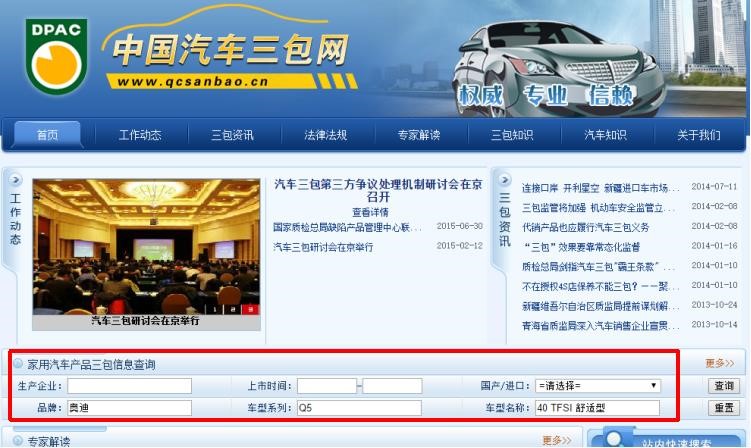 DPAC
中国汽车三包网
www.qcsanbao.cn
权威 专业 信赖
首页 工作动态 三包资讯 法律法规 专家解读 三包知识 汽车知识 关于我们
工作动态
汽车三包研讨会在京举行
1 2 3
汽车三包第三方争议处理机制研讨会在京召开
查看详情
国家质检总局缺陷产品管理中心联... 2015-06-30
汽车三包研讨会在京举行 2015-02-12
三包资讯
连接口岸 开利星空 新疆进口车市场... 2014-07-11
三包监管将加强 机动车安全监管立... 2014-02-08
代销产品也应履行汽车三包义务 2014-02-08
“三包”效果要靠常态化监督 2014-01-16
质检总局剑指汽车三包"霸王条款"... 2014-01-10
不在授权4S店保养不能三包？——聚... 2014-01-10
新疆维吾尔自治区质监局提前谋划解... 2013-10-24
青海省质监局深入汽车销售企业宣贯... 2013-10-14
家用汽车产品三包信息查询 更多>>
生产企业： 上市时间： - 国产/进口： =请选择= 查询
品牌： 奥迪 车型系列： Q5 车型名称： 40 TFSI 舒适型 重置
专家解读 更多>>
站内快速搜索